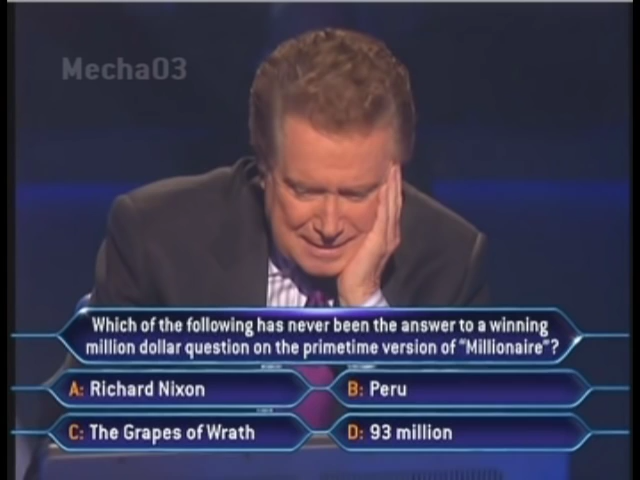 Mecha03
Which of the following has never been the answer to a winning
million dollar question on the primetime version of "Millionaire"?
A: Richard Nixon
B: Peru
C: The Grapes of Wrath
D: 93 million